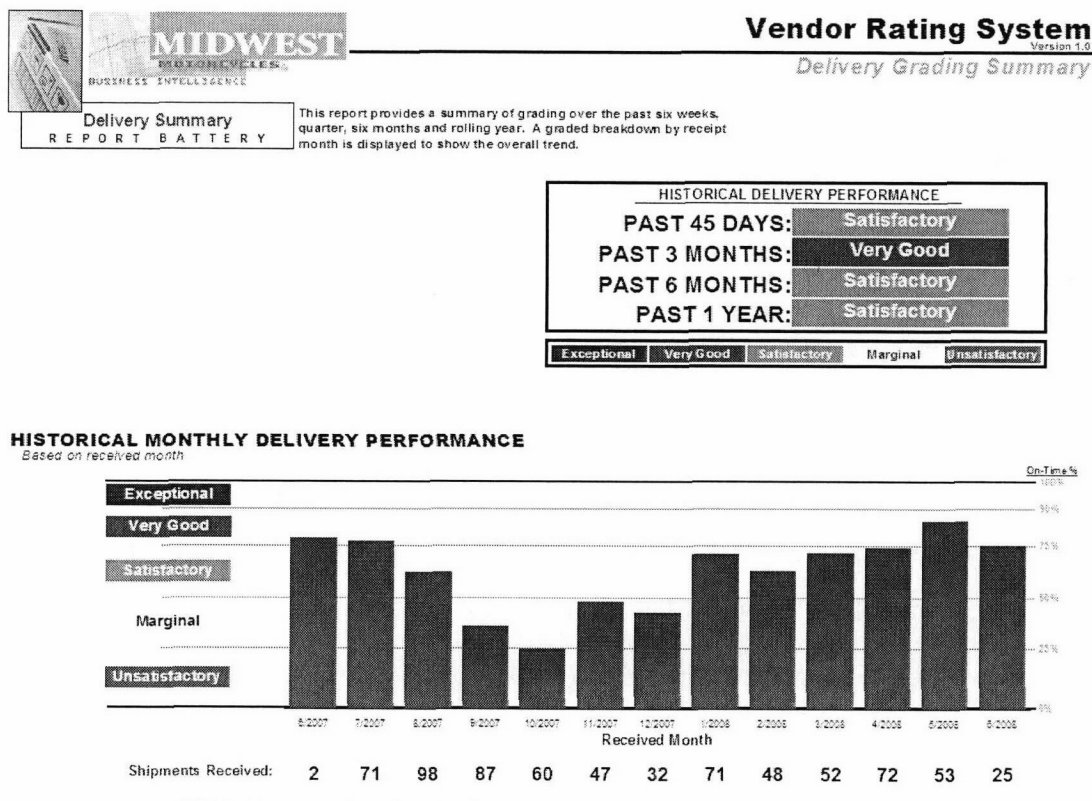 MIDWEST
MOTORCYCLES
BUSINESS INTELLIGENCE
Vendor Rating System
Version 1.0
Delivery Grading Summary
Delivery Summary
REPORT BATTERY
This report provides a summary of grading over the past six weeks,
quarter, six months and rolling year. A graded breakdown by receipt
month is displayed to show the overall trend.
HISTORICAL DELIVERY PERFORMANCE
PAST 45 DAYS: Satisfactory
PAST 3 MONTHS: Very Good
PAST 6 MONTHS: Satisfactory
PAST 1 YEAR: Satisfactory
Exceptional Very Good Satisfactory Marginal Unsatisfactory
HISTORICAL MONTHLY DELIVERY PERFORMANCE
Based on received month
On-Time %
100%
Exceptional
90%
Very Good
75%
Satisfactory
50%
Marginal
25%
Unsatisfactory
0%
6/2007 7/2007 8/2007 9/2007 10/2007 11/2007 12/2007 1/2008 2/2008 3/2008 4/2008 5/2008 6/2008
Received Month
Shipments Received: 2 71 98 87 60 47 32 71 48 52 72 53 25